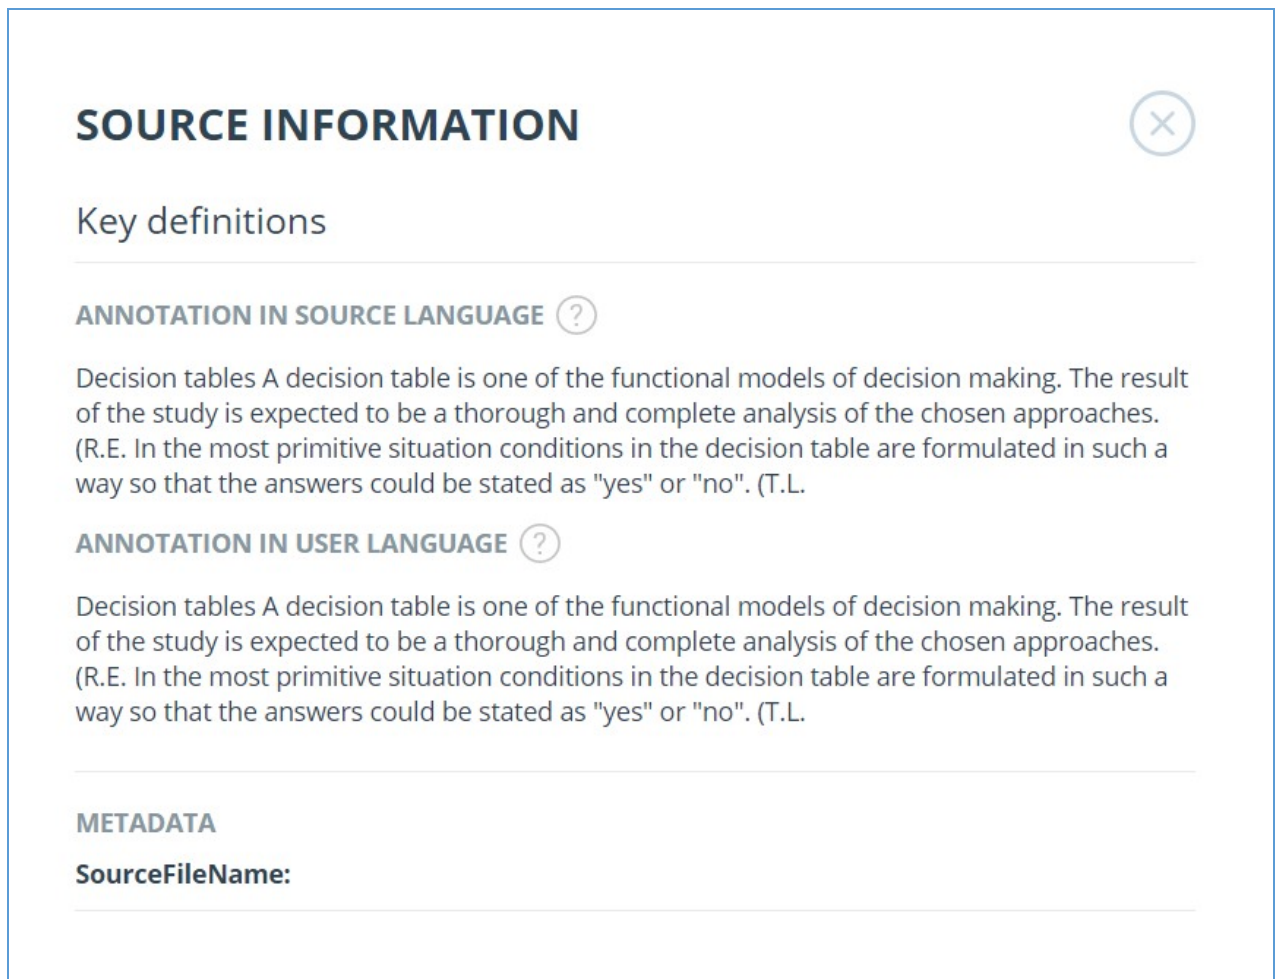 SOURCE INFORMATION
Key definitions
ANNOTATION IN SOURCE LANGUAGE ?
Decision tables A decision table is one of the functional models of decision making. The result
of the study is expected to be a thorough and complete analysis of the chosen approaches.
(R.E. In the most primitive situation conditions in the decision table are formulated in such a
way so that the answers could be stated as "yes" or "no". (T.L.
ANNOTATION IN USER LANGUAGE ?
Decision tables A decision table is one of the functional models of decision making. The result
of the study is expected to be a thorough and complete analysis of the chosen approaches.
(R.E. In the most primitive situation conditions in the decision table are formulated in such a
way so that the answers could be stated as "yes" or "no". (T.L.
METADATA
SourceFileName: